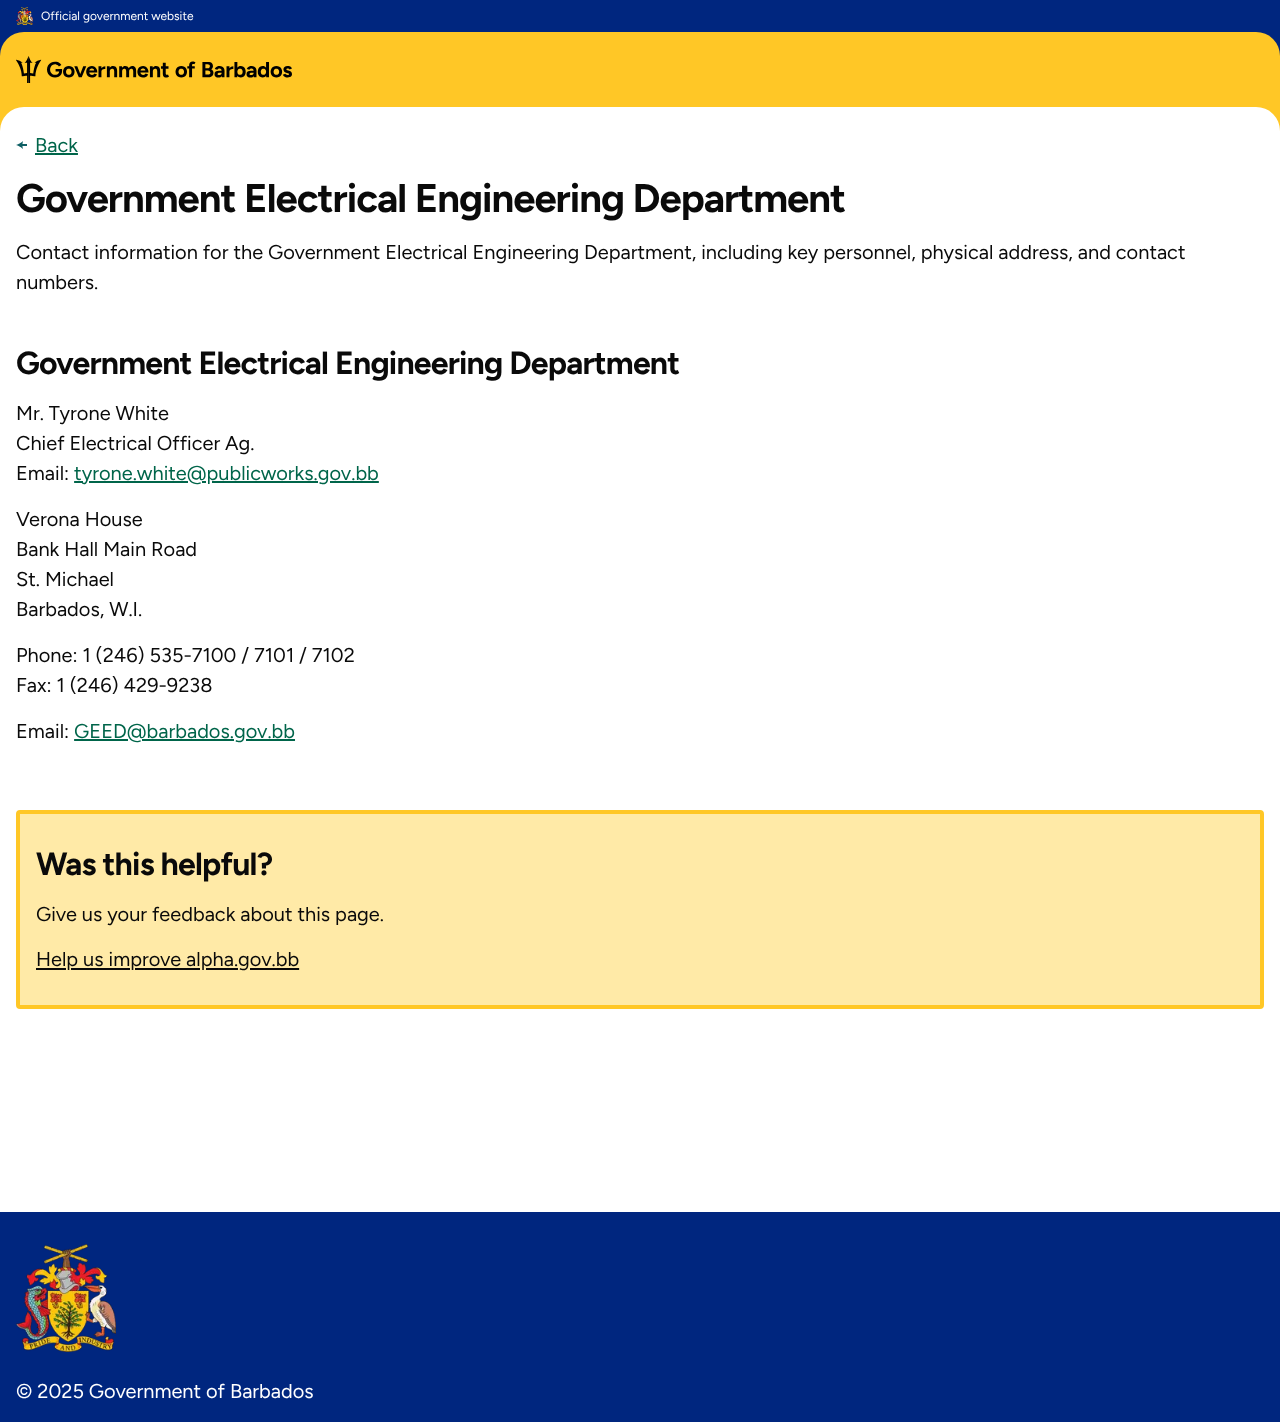 Official government website
Government of Barbados
Back
Government Electrical Engineering Department
Contact information for the Government Electrical Engineering Department, including key personnel, physical address, and contact
numbers.
Government Electrical Engineering Department
Mr. Tyrone White
Chief Electrical Officer Ag.
Email: tyrone.white@publicworks.gov.bb
Verona House
Bank Hall Main Road
St. Michael
Barbados, W.I.
Phone: 1 (246) 535-7100 / 7101 / 7102
Fax: 1 (246) 429-9238
Email: GEED@barbados.gov.bb
Was this helpful?
Give us your feedback about this page.
Help us improve alpha.gov.bb
PRIDE AND INDUSTRY
© 2025 Government of Barbados